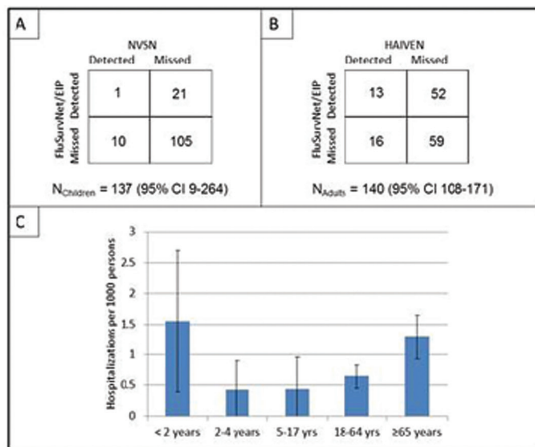 A
NVSN
Detected Missed
FluSurvNet/EIP
Missed Detected
1 21
10 105
NChildren = 137 (95% CI 9-264)
B
HAIVEN
Detected Missed
FluSurvNet/EIP
Missed Detected
13 52
16 59
NAdults = 140 (95% CI 108-171)
C
Hospitalizations per 1000 persons
3
2.5
2
1.5
1
0.5
0
< 2 years 2-4 years 5-17 yrs 18-64 yrs ≥65 years